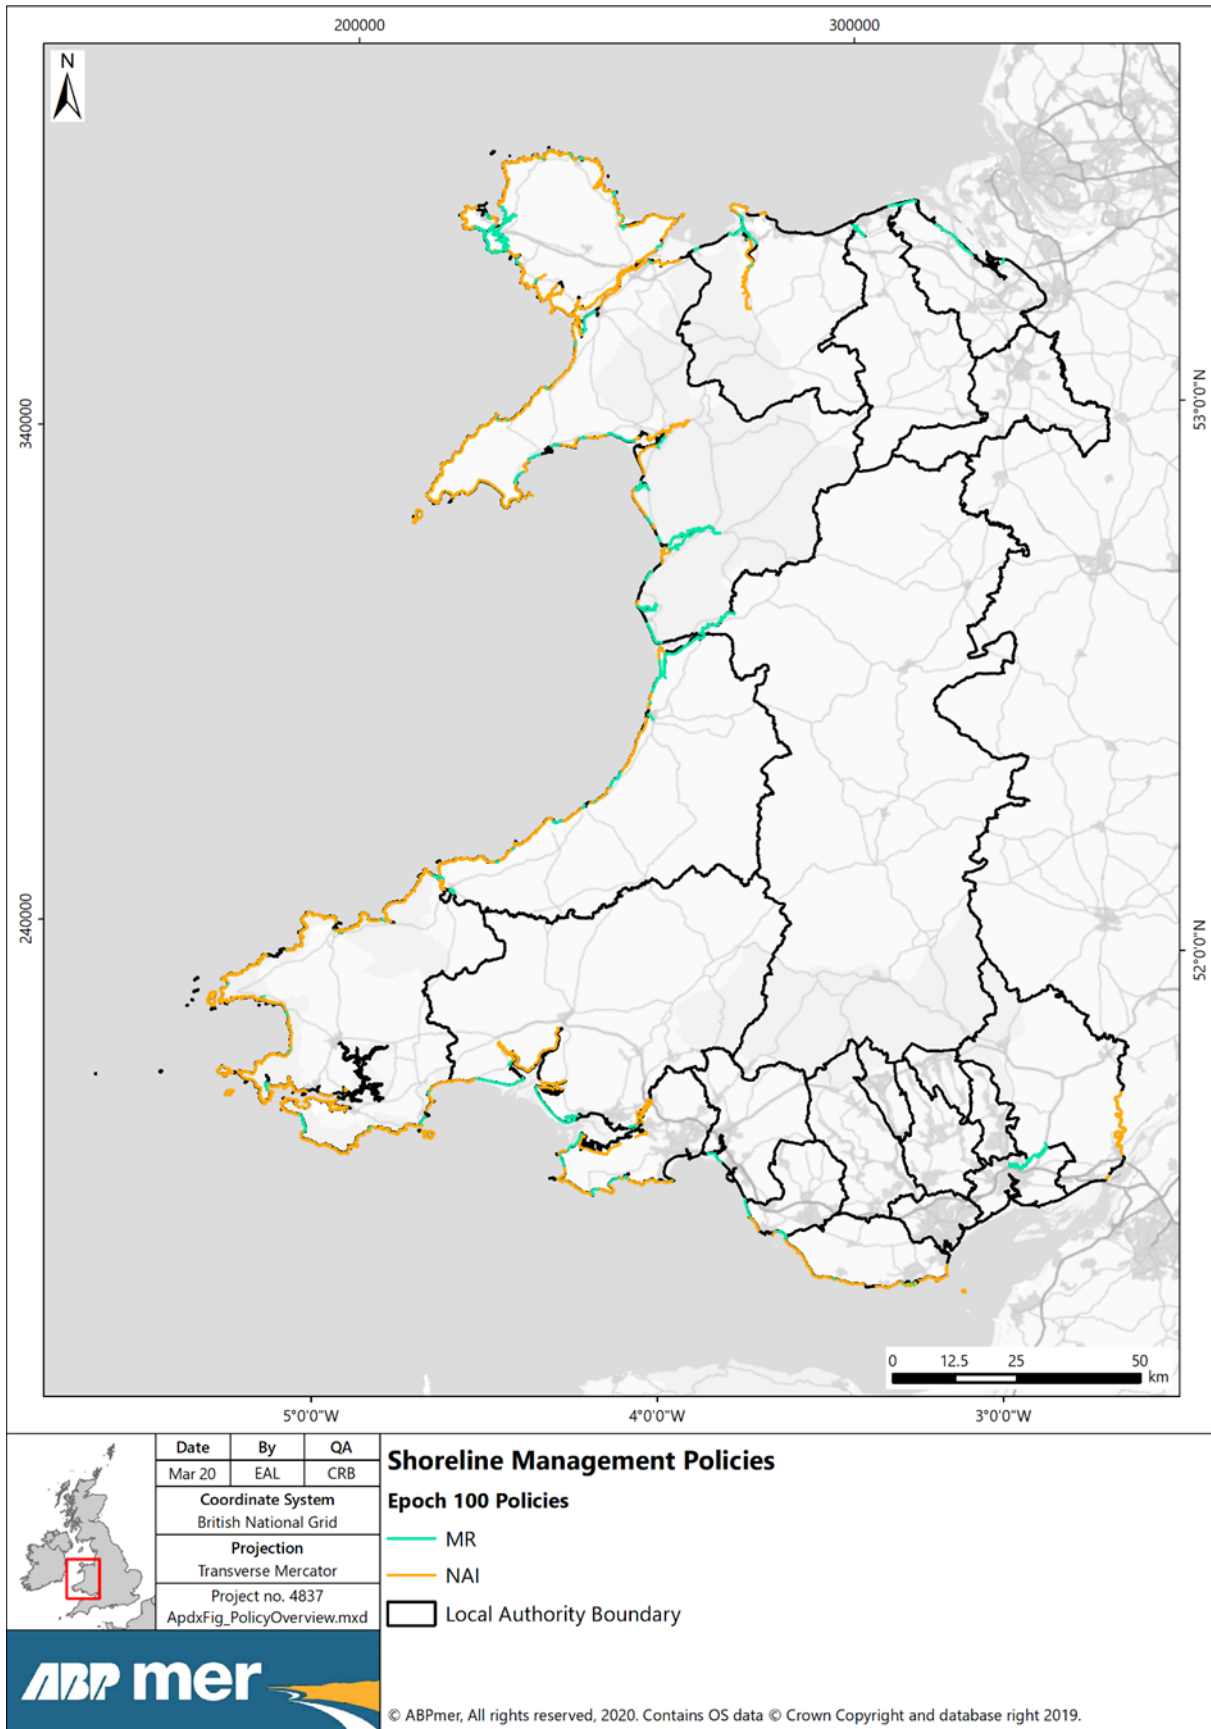 200000 300000
N
340000
53°0'0"N
240000
52°0'0"N
0 12.5 25 50
km
5°0'0"W 4°0'0"W 3°0'0"W
Date By QA
Mar 20 EAL CRB
Coordinate System
British National Grid
Projection
Transverse Mercator
Project no. 4837
ApdxFig_PolicyOverview.mxd
ABP mer
Shoreline Management Policies
Epoch 100 Policies
MR
NAI
Local Authority Boundary
© ABPmer, All rights reserved, 2020. Contains OS data © Crown Copyright and database right 2019.